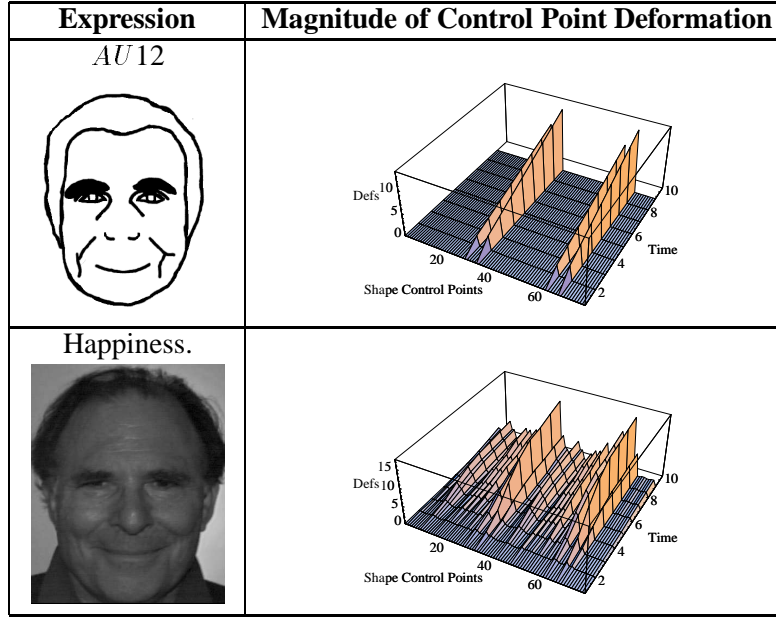 Expression Magnitude of Control Point Deformation
AU 12
10
Defs
5
0
20
40
60
Shape Control Points
2
4
6
8
10
Time
Happiness.
15
Defs 10
5
0
20
40
60
Shape Control Points
2
4
6
8
10
Time